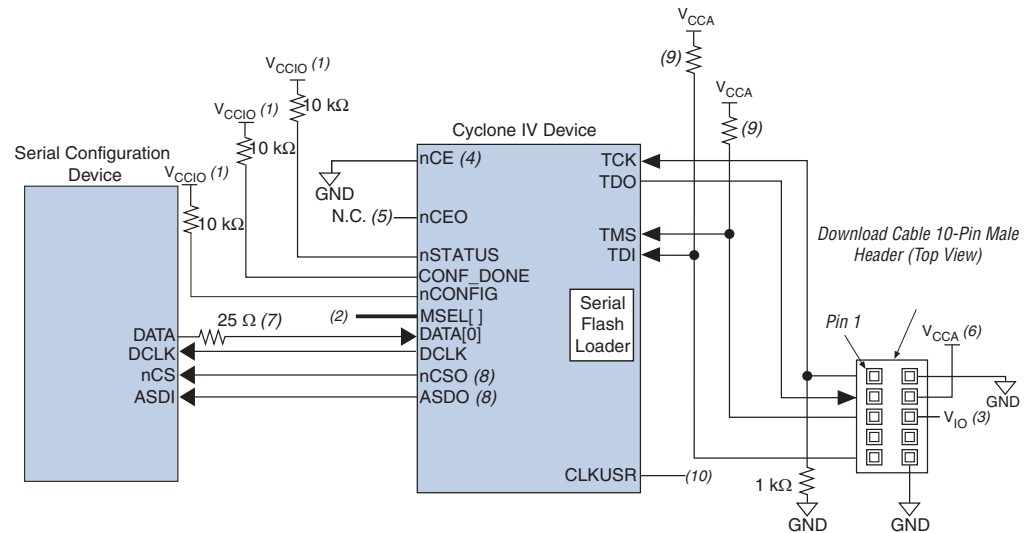 V_CCA
(9)
V_CCIO (1)
V_CCA
10 kΩ
(9)
V_CCIO (1)
Cyclone IV Device
10 kΩ
Serial Configuration
Device
nCE (4)
TCK
V_CCIO (1)
GND
TDO
10 kΩ
N.C. (5)
nCEO
TMS
Download Cable 10-Pin Male
Header (Top View)
nSTATUS
TDI
CONF_DONE
nCONFIG
Serial
Flash
Loader
(2)
MSEL[ ]
25 Ω (7)
DATA
DATA[0]
Pin 1
V_CCA (6)
DCLK
DCLK
nCS
nCSO (8)
ASDI
ASDO (8)
GND
V_IO (3)
CLKUSR
(10)
1 kΩ
GND
GND